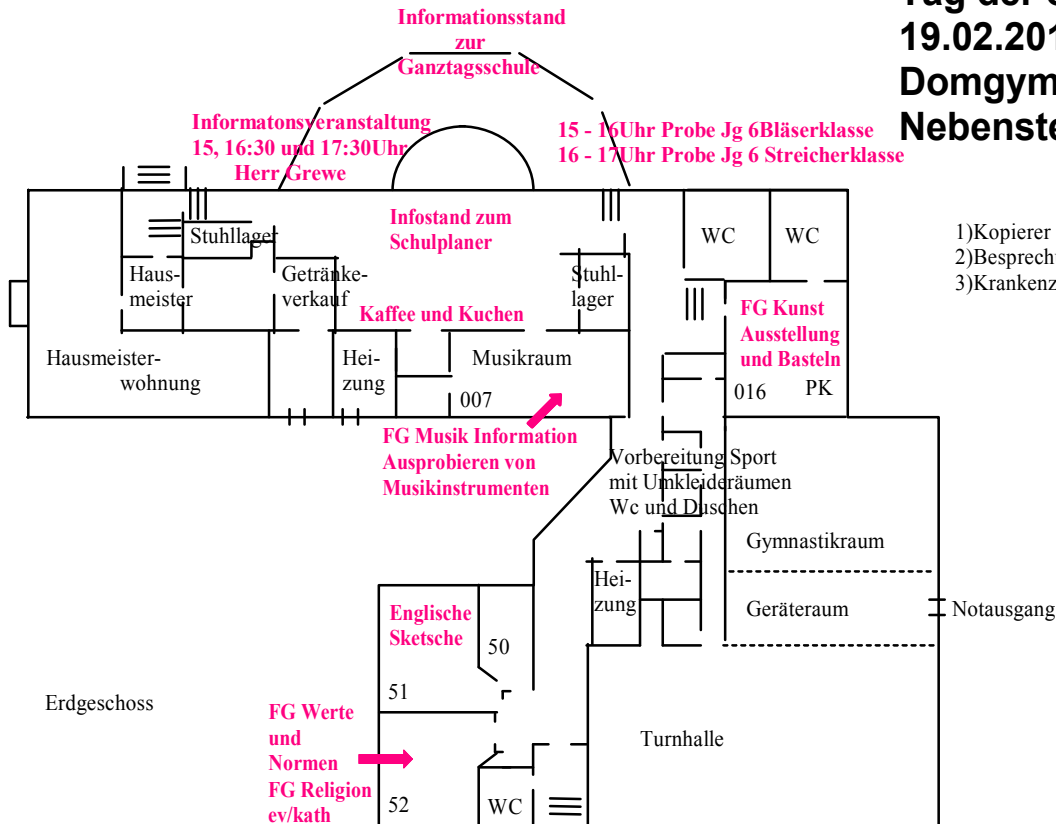 Informationsstand
zur
Ganztagsschule
19.02.201
Domgym
Nebenste
Informatonsveranstaltung
15, 16:30 und 17:30Uhr
Herr Grewe
15 - 16Uhr Probe Jg 6Bläserklasse
16 - 17Uhr Probe Jg 6 Streicherklasse
Infostand zum
Schulplaner
Stuhllager
WC
WC
1)Kopierer
2)Besprech
3)Krankenz
Haus-
meister
Getränke-
verkauf
Stuhl-
lager
Kaffee und Kuchen
FG Kunst
Ausstellung
und Basteln
016 PK
Hausmeister-
wohnung
Hei-
zung
Musikraum
007
FG Musik Information
Ausprobieren von
Musikinstrumenten
Vorbereitung Sport
mit Umkleideräumen
Wc und Duschen
Gymnastikraum
Hei-
zung
Geräteraum
Notausgang
Englische
Sketsche
50
51
Erdgeschoss
FG Werte
und
Normen
FG Religion
ev/kath
52
WC
Turnhalle